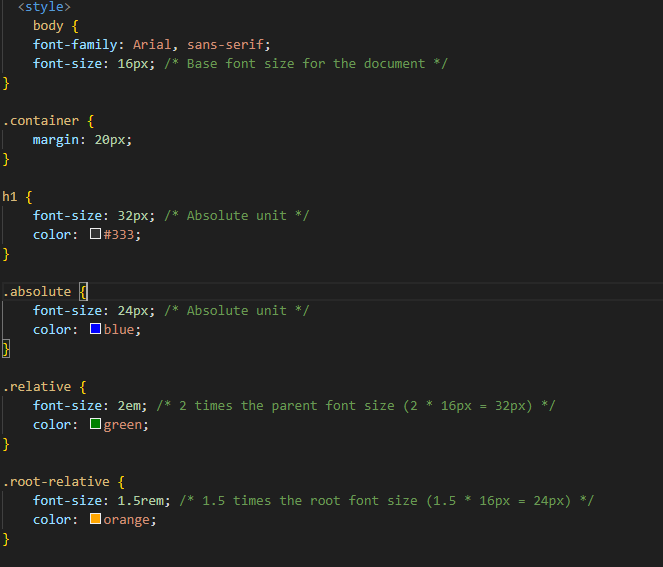 <style>
body {
font-family: Arial, sans-serif;
font-size: 16px; /* Base font size for the document */
}
.container {
margin: 20px;
}
h1 {
font-size: 32px; /* Absolute unit */
color: #333;
}
.absolute {
font-size: 24px; /* Absolute unit */
color: blue;
}
.relative {
font-size: 2em; /* 2 times the parent font size (2 * 16px = 32px) */
color: green;
}
.root-relative {
font-size: 1.5rem; /* 1.5 times the root font size (1.5 * 16px = 24px) */
color: orange;
}